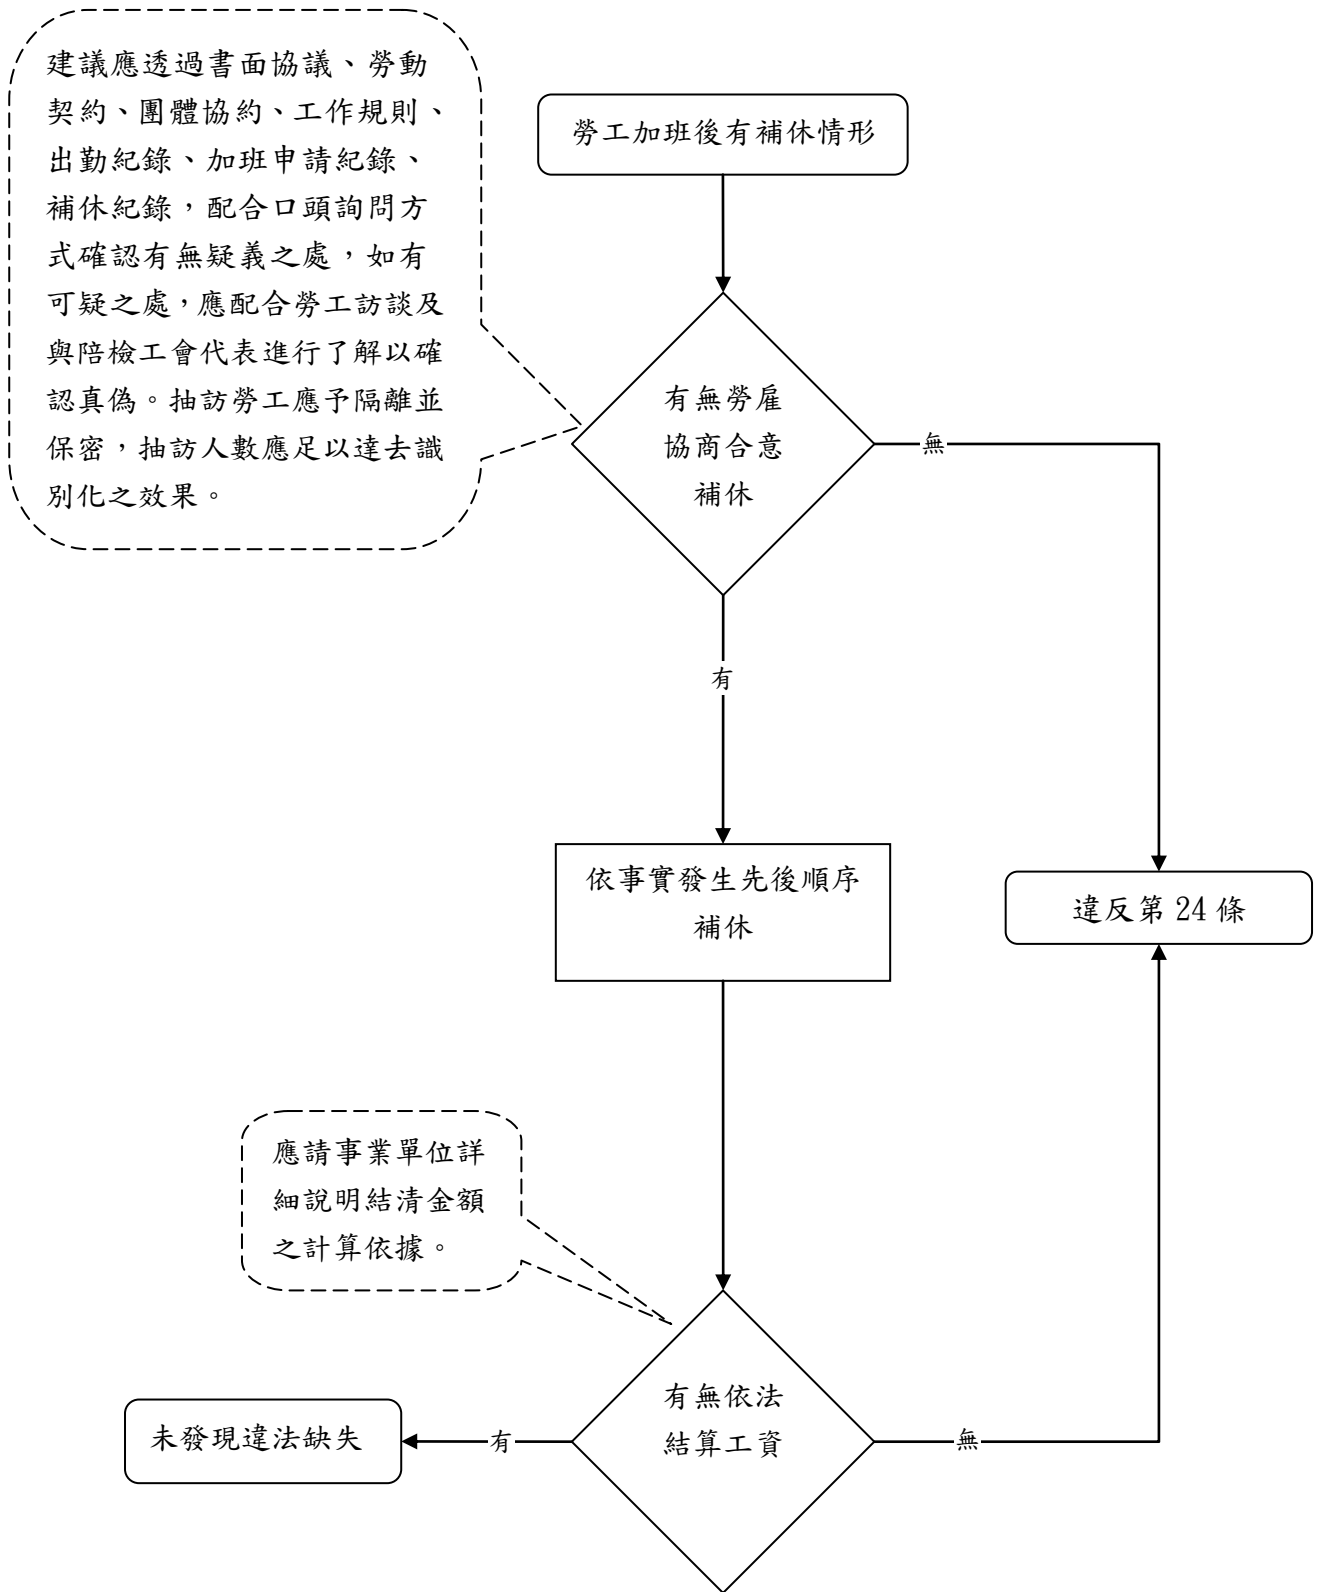 建議應透過書面協議、勞動
契約、團體協約、工作規則、
出勤紀錄、加班申請紀錄、
補休紀錄，配合口頭詢問方
式確認有無疑義之處，如有
可疑之處，應配合勞工訪談及
與陪檢工會代表進行了解以確
認真偽。抽訪勞工應予隔離並
保密，抽訪人數應足以達去識
別化之效果。
勞工加班後有補休情形
有無勞雇
協商合意
補休
無
有
依事實發生先後順序
補休
違反第 24 條
應請事業單位詳
細說明結清金額
之計算依據。
有無依法
結算工資
未發現違法缺失
有
無